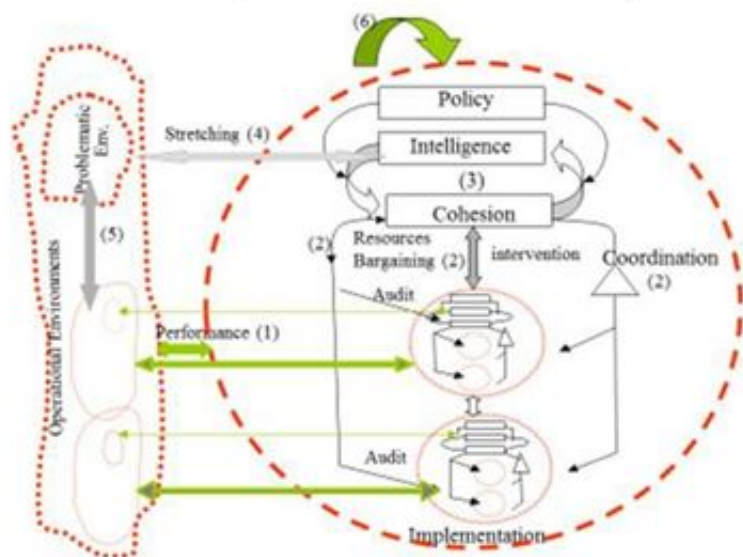 (6)
Policy
Stretching (4)
Intelligence
Problematic
Env.
(3)
Cohesion
(5)
(2)
Resources
Bargaining (2)
intervention
Coordination
(2)
Audit
Operational Environments
Performance (1)
Audit
Implementation